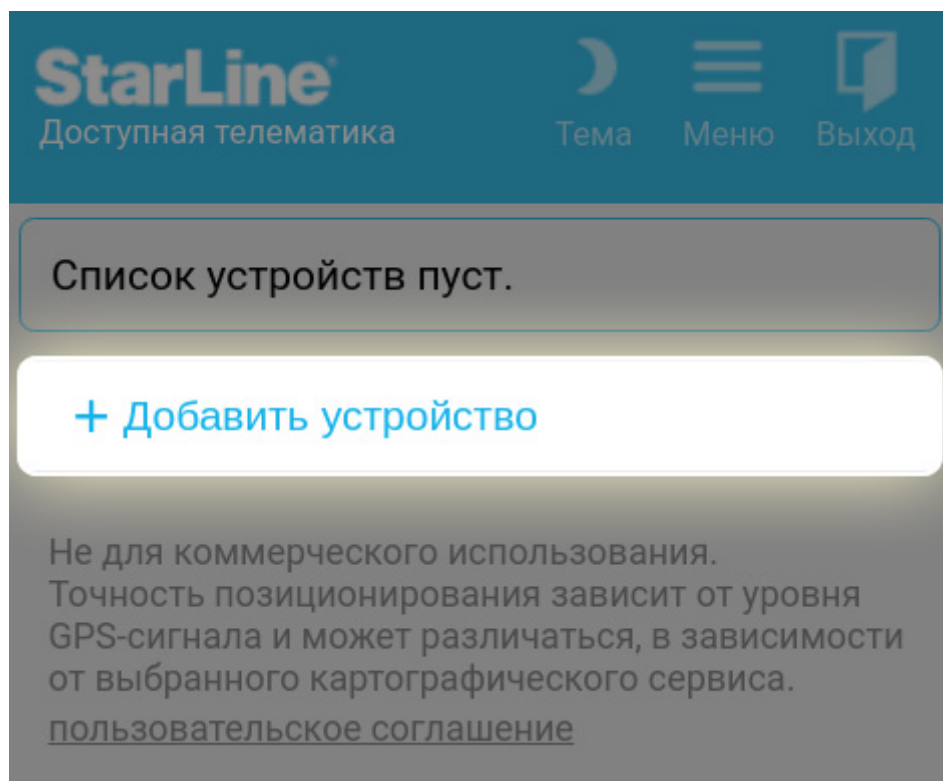 StarLine
Доступная телематика
Тема
Меню
Выход
Список устройств пуст.
+ Добавить устройство
Не для коммерческого использования.
Точность позиционирования зависит от уровня
GPS-сигнала и может различаться, в зависимости
от выбранного картографического сервиса.
пользовательское соглашение